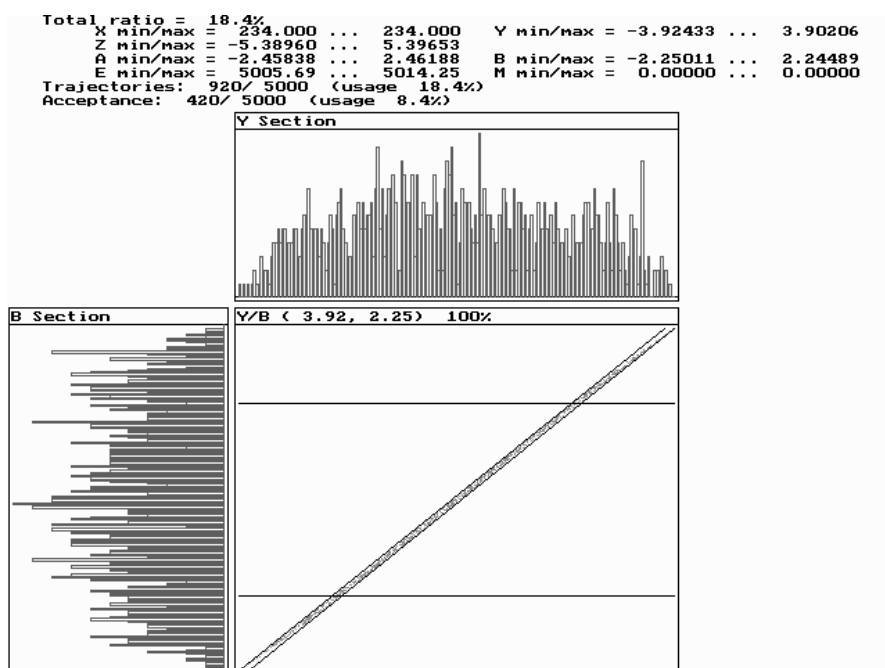 Total ratio = 18.4%
X min/max = 234.000 ... 234.000 Y min/max = -3.92433 ... 3.90206
Z min/max = -5.38960 ... 5.39653
A min/max = -2.45838 ... 2.46188 B min/max = -2.25011 ... 2.24489
E min/max = 5005.69 ... 5014.25 M min/max = 0.00000 ... 0.00000
Trajectories: 920/ 5000 (usage 18.4%)
Acceptance: 420/ 5000 (usage 8.4%)
Y Section
B Section
Y/B ( 3.92, 2.25) 100%